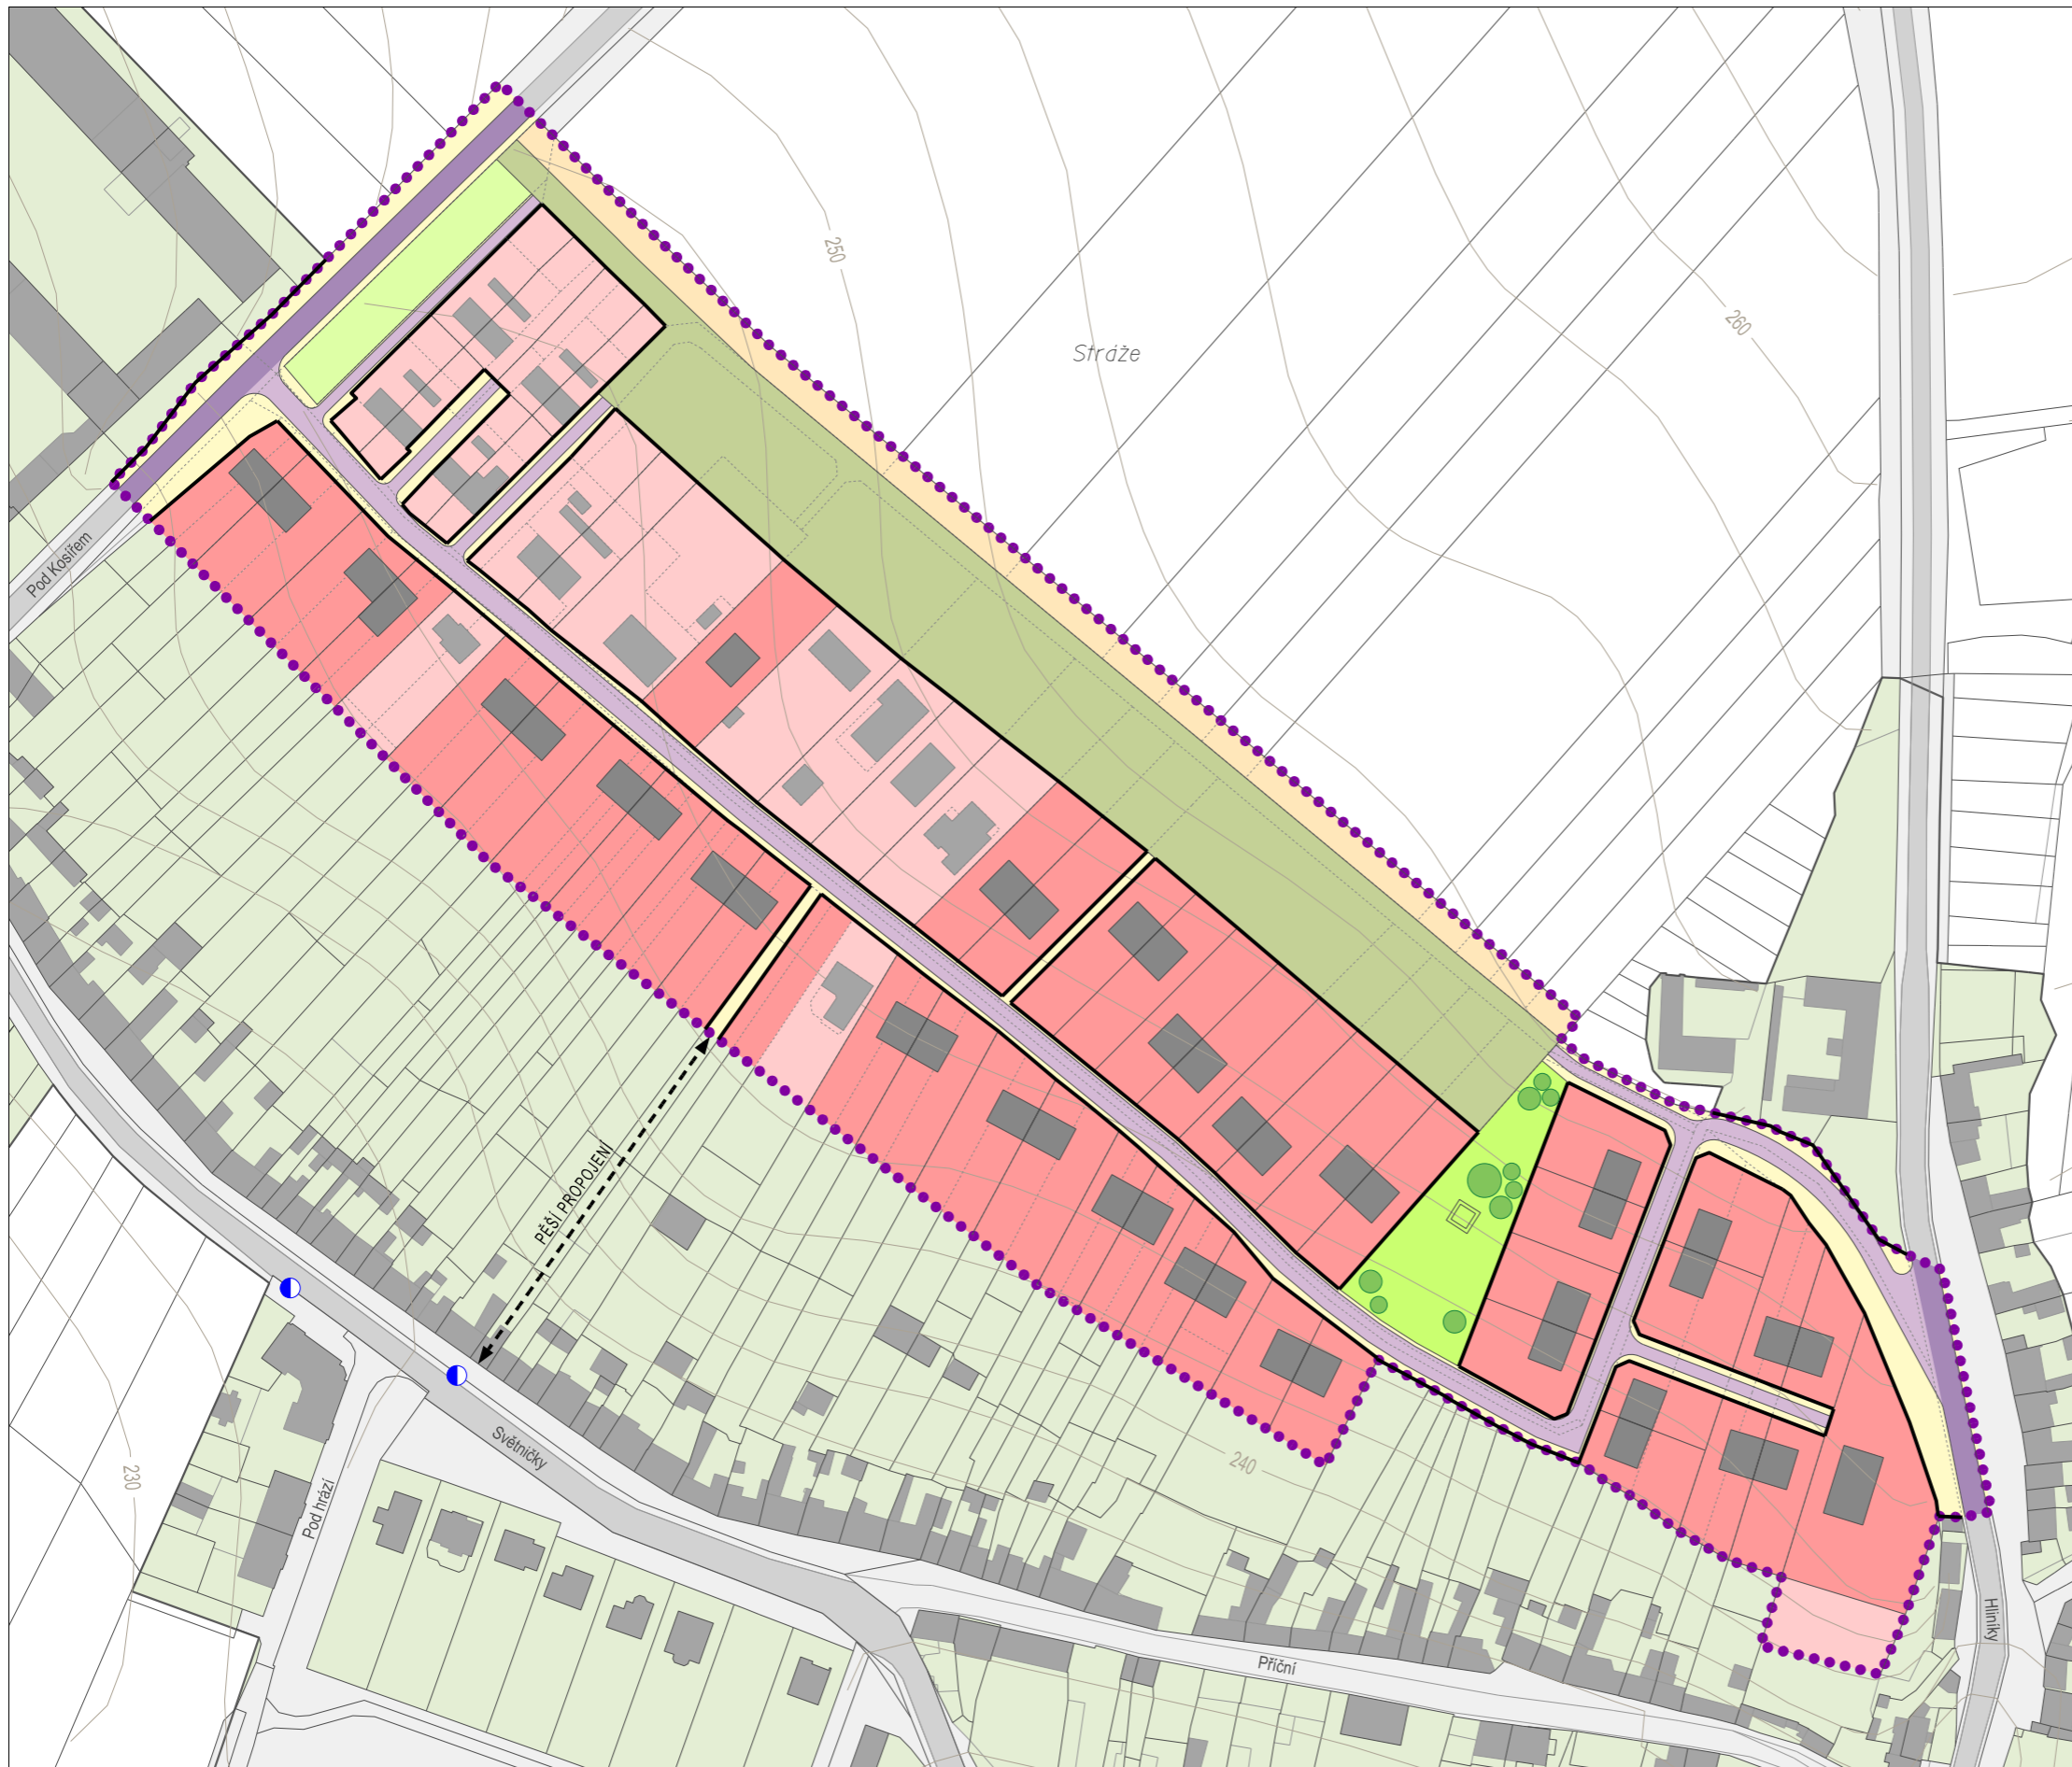 250
260
Stráže
Pod Kosířem
PĚŠÍ PROPOJENÍ
240
230
Světničky
Pod hrází
Příční
Hliníky